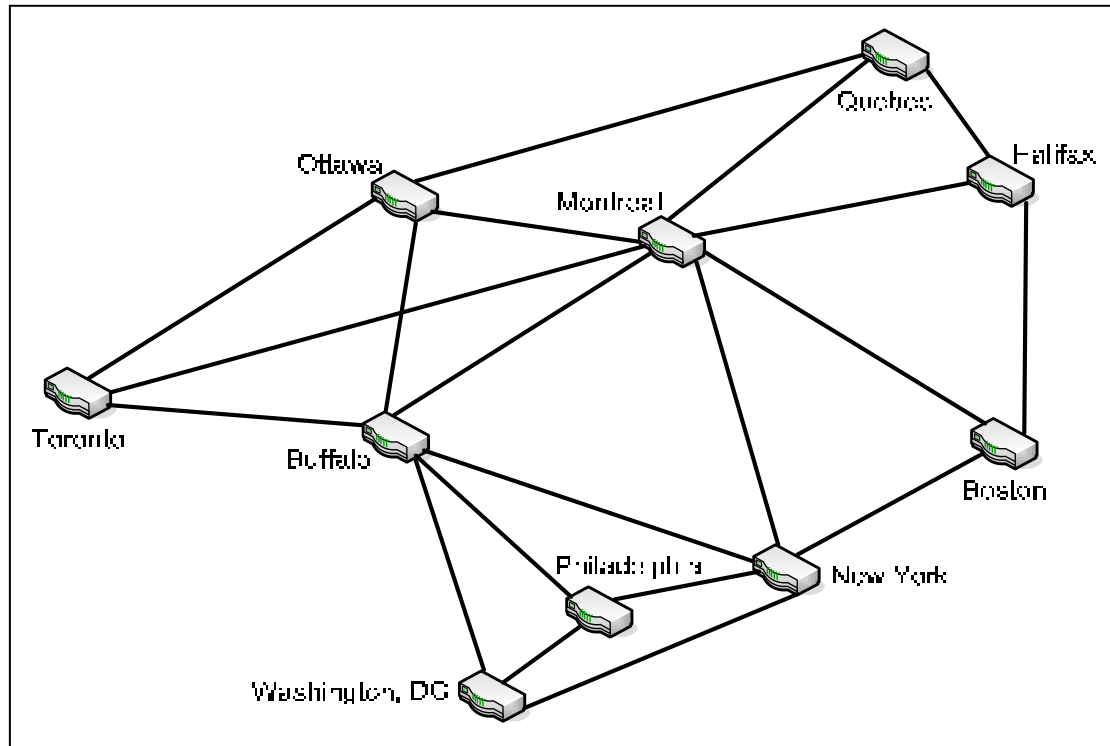 Quebec
Halifax
Ottawa
Montreal
Toronto
Buffalo
Boston
Philadelphia
New York
Washington, DC